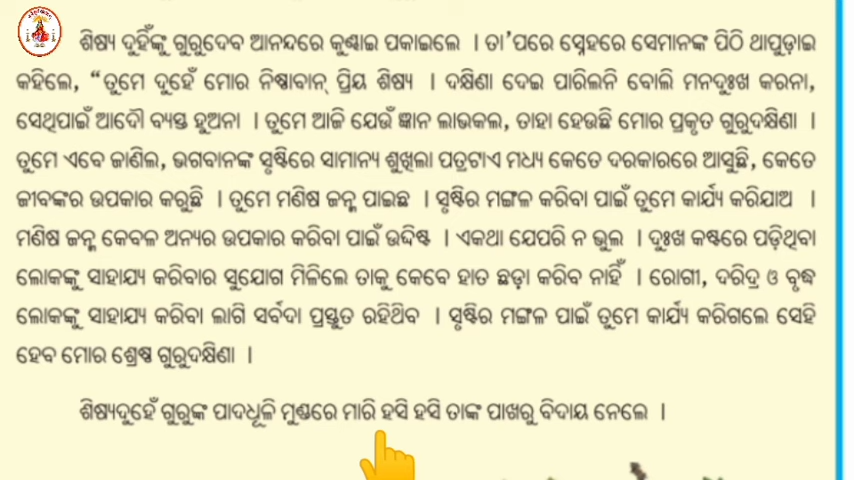 ଶିଷ୍ୟ ଦୁହିଁଙ୍କୁ ଗୁରୁଦେବ ଆନନ୍ଦରେ କୁଣ୍ଢାଇ ପକାଇଲେ । ତା’ପରେ ସ୍ନେହରେ ସେମାନଙ୍କ ପିଠି ଥାପୁଡ଼ାଇ
କହିଲେ, “ତୁମେ ଦୁହେଁ ମୋର ନିଷ୍ଠାବାନ୍ ପ୍ରିୟ ଶିଷ୍ୟ । ଦକ୍ଷିଣା ଦେଇ ପାରିଲନି ବୋଲି ମନଦୁଃଖ କରନା,
ସେଥିପାଇଁ ଆଦୌ ବ୍ୟସ୍ତ ହୁଅନା । ତୁମେ ଆଜି ଯେଉଁ ଜ୍ଞାନ ଲାଭକଲ, ତାହା ହେଉଛି ମୋର ପ୍ରକୃତ ଗୁରୁଦକ୍ଷିଣା ।
ତୁମେ ଏବେ ଜାଣିଲ, ଭଗବାନଙ୍କ ସୃଷ୍ଟିରେ ସାମାନ୍ୟ ଶୁଖିଲା ପତ୍ରଟାଏ ମଧ୍ୟ କେତେ ଦରକାରରେ ଆସୁଛି, କେତେ
ଜୀବଙ୍କର ଉପକାର କରୁଛି । ତୁମେ ମଣିଷ ଜନ୍ମ ପାଇଛ । ସୃଷ୍ଟିର ମଙ୍ଗଳ କରିବା ପାଇଁ ତୁମେ କାର୍ଯ୍ୟ କରିଯାଅ ।
ମଣିଷ ଜନ୍ମ କେବଳ ଅନ୍ୟର ଉପକାର କରିବା ପାଇଁ ଉଦ୍ଦିଷ୍ଟ । ଏକଥା ଯେପରି ନ ଭୁଲ । ଦୁଃଖ କଷ୍ଟରେ ପଡ଼ିଥିବା
ଲୋକଙ୍କୁ ସାହାଯ୍ୟ କରିବାର ସୁଯୋଗ ମିଳିଲେ ତାକୁ କେବେ ହାତ ଛଡ଼ା କରିବ ନାହିଁ । ରୋଗୀ, ଦରିଦ୍ର ଓ ବୃଦ୍ଧ
ଲୋକଙ୍କୁ ସାହାଯ୍ୟ କରିବା ଲାଗି ସର୍ବଦା ପ୍ରସ୍ତୁତ ରହିଥିବ । ସୃଷ୍ଟିର ମଙ୍ଗଳ ପାଇଁ ତୁମେ କାର୍ଯ୍ୟ କରିଗଲେ ସେହି
ହେବ ମୋର ଶ୍ରେଷ୍ଠ ଗୁରୁଦକ୍ଷିଣା ।
ଶିଷ୍ୟଦୁହେଁ ଗୁରୁଙ୍କ ପାଦଧୂଳି ମୁଣ୍ଡରେ ମାରି ହସି ହସି ତାଙ୍କ ପାଖରୁ ବିଦାୟ ନେଲେ ।